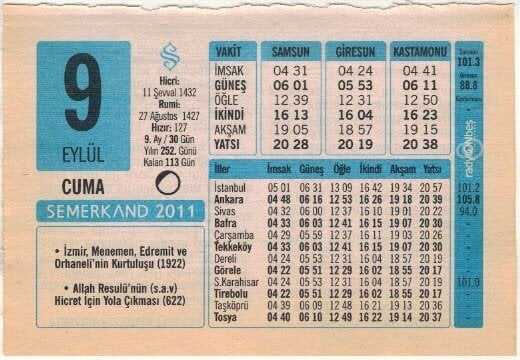 9
EYLÜL
CUMA
SEMERKAND 2011
Hicri:
11 Şevval 1432
Rumi:
27 Ağustos 1427
Hızır: 127
9. Ay / 30 Gün
Yılın 252. Günü
Kalan 113 Gün
• İzmir, Menemen, Edremit ve
Orhaneli'nin Kurtuluşu (1922)
• Allah Resulü'nün (s.a.v)
Hicret İçin Yola Çıkması (622)
VAKİT SAMSUN GİRESUN KASTAMONU
İMSAK 04 31 04 24 04 41
GÜNEŞ 06 01 05 53 06 11
ÖĞLE 12 39 12 31 12 50
İKİNDİ 16 13 16 04 16 23
AKŞAM 19 05 18 57 19 15
YATSI 20 28 20 19 20 38
İller İmsak Güneş Öğle İkindi Akşam Yatsı
İstanbul 05 01 06 31 13 09 16 42 19 34 20 57
Ankara 04 48 06 16 12 53 16 26 19 18 20 39
Sivas 04 32 06 00 12 37 16 10 19 01 20 22
Bafra 04 33 06 03 12 41 16 15 19 07 20 30
Çarşamba 04 29 05 59 12 37 16 11 19 03 20 26
Tekkeköy 04 33 06 01 12 39 16 13 19 05 20 28
Dereli 04 24 05 53 12 31 16 04 18 57 20 19
Görele 04 22 05 51 12 29 16 02 18 55 20 17
Ş.Karahisar 04 24 05 53 12 30 16 03 18 55 20 17
Tirebolu 04 22 05 51 12 29 16 02 18 55 20 17
Taşköprü 04 39 06 09 12 48 16 21 19 13 20 36
Tosya 04 40 06 10 12 47 16 22 19 14 20 37
101.3
88.8
radyo
101.2
105.8
94.0